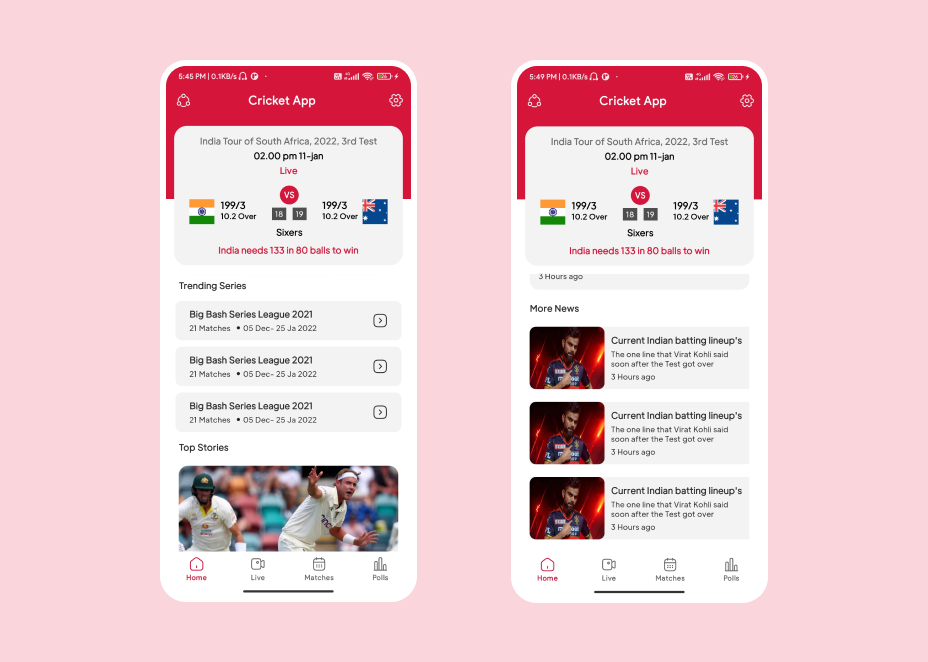 5:45 PM | 0.1KB/s
Cricket App
India Tour of South Africa, 2022, 3rd Test
02.00 pm 11-jan
Live
VS
199/3
10.2 Over
18 19
199/3
10.2 Over
Sixers
India needs 133 in 80 balls to win
Trending Series
Big Bash Series League 2021
21 Matches • 05 Dec- 25 Ja 2022
Big Bash Series League 2021
21 Matches • 05 Dec- 25 Ja 2022
Big Bash Series League 2021
21 Matches • 05 Dec- 25 Ja 2022
Top Stories
Home Live Matches Polls
5:49 PM | 0.1KB/s
Cricket App
India Tour of South Africa, 2022, 3rd Test
02.00 pm 11-jan
Live
VS
199/3
10.2 Over
18 19
199/3
10.2 Over
Sixers
India needs 133 in 80 balls to win
3 Hours ago
More News
Current Indian batting lineup's
The one line that Virat Kohli said
soon after the Test got over
3 Hours ago
Current Indian batting lineup's
The one line that Virat Kohli said
soon after the Test got over
3 Hours ago
Current Indian batting lineup's
The one line that Virat Kohli said
soon after the Test got over
3 Hours ago
Home Live Matches Polls